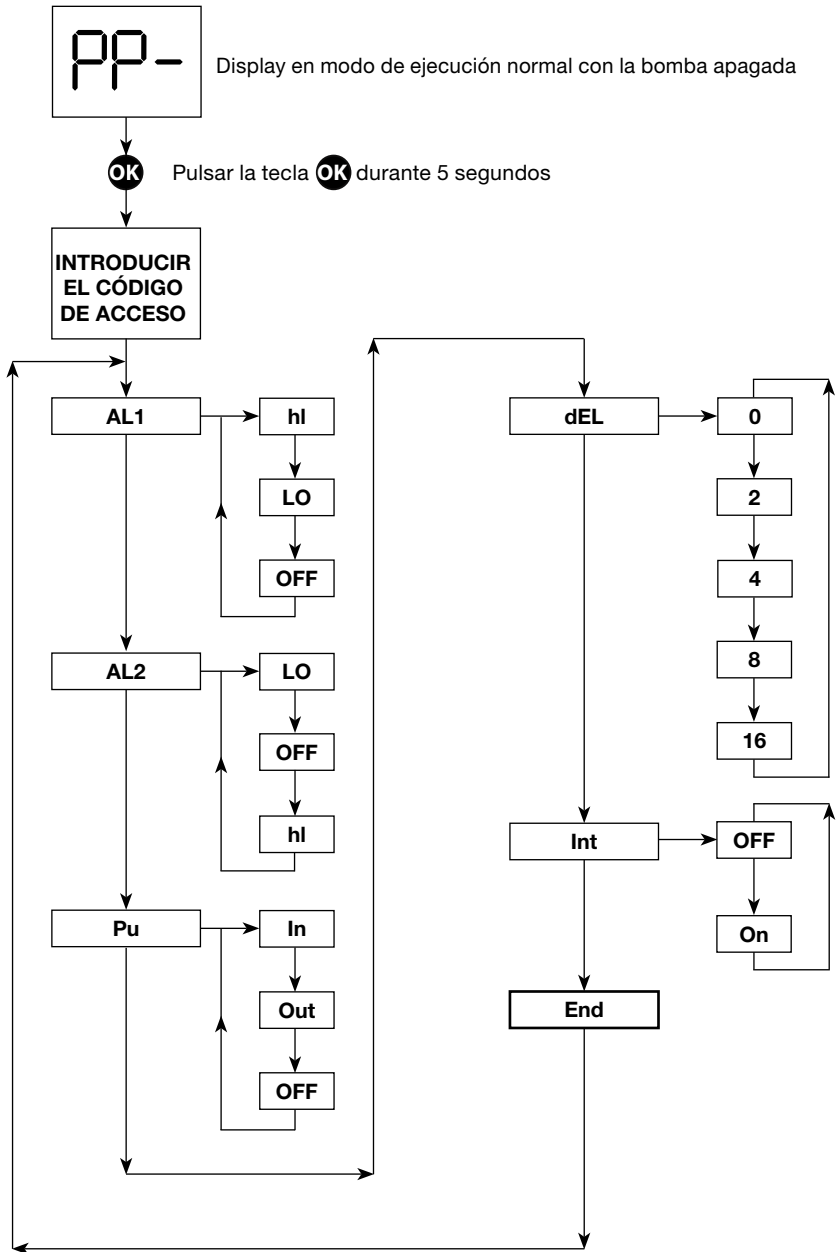 PP-
Display en modo de ejecución normal con la bomba apagada
OK
Pulsar la tecla OK durante 5 segundos
INTRODUCIR
EL CÓDIGO
DE ACCESO
AL1
hI
LO
OFF
AL2
LO
OFF
hI
Pu
In
Out
OFF
dEL
0
2
4
8
16
Int
OFF
On
End